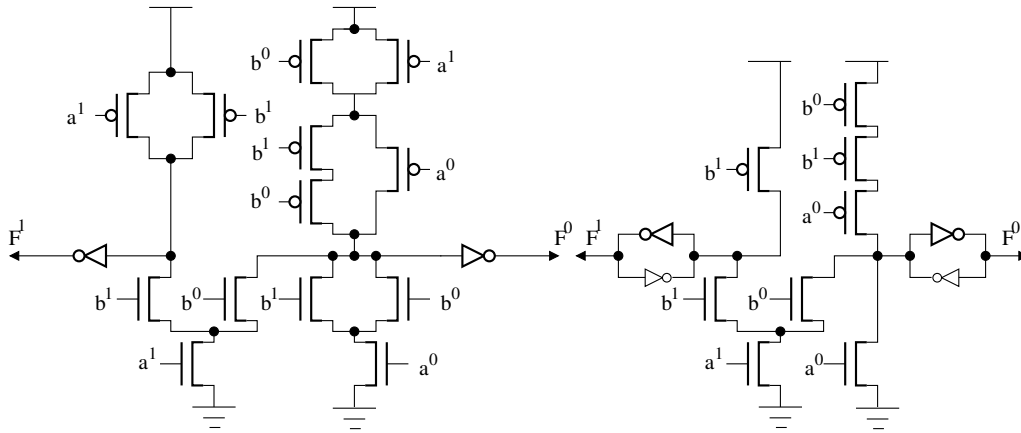 b⁰ a¹
a¹ b¹
b¹ a⁰
b⁰
F¹ F⁰
b¹ b⁰ b¹ b⁰
a¹ a⁰
b⁰
b¹ b¹
a⁰
F¹ F⁰
b¹ b⁰
a¹ a⁰